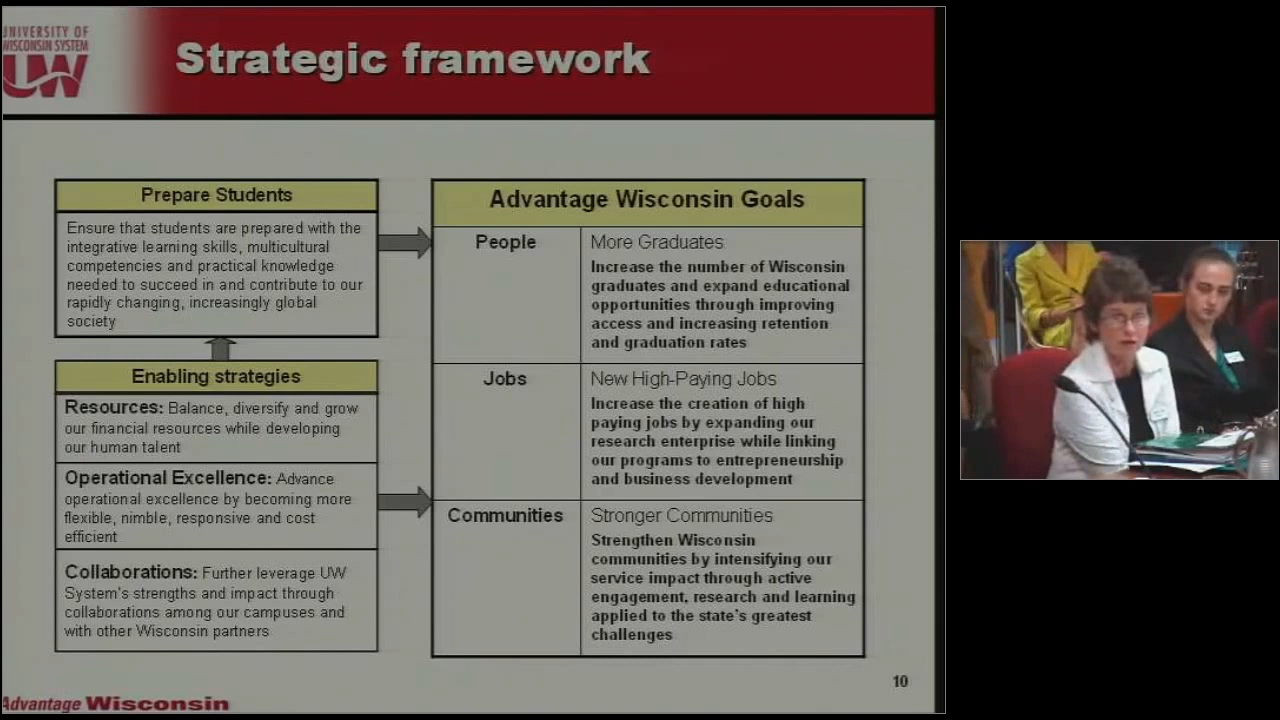 UNIVERSITY OF
WISCONSIN SYSTEM
UW
Strategic framework
Prepare Students
Ensure that students are prepared with the
integrative learning skills, multicultural
competencies and practical knowledge
needed to succeed in and contribute to our
rapidly changing, increasingly global
society
Enabling strategies
Resources: Balance, diversify and grow
our financial resources while developing
our human talent
Operational Excellence: Advance
operational excellence by becoming more
flexible, nimble, responsive and cost
efficient
Collaborations: Further leverage UW
System's strengths and impact through
collaborations among our campuses and
with other Wisconsin partners
Advantage Wisconsin Goals
People
More Graduates
Increase the number of Wisconsin
graduates and expand educational
opportunities through improving
access and increasing retention
and graduation rates
Jobs
New High-Paying Jobs
Increase the creation of high
paying jobs by expanding our
research enterprise while linking
our programs to entrepreneurship
and business development
Communities
Stronger Communities
Strengthen Wisconsin
communities by intensifying our
service impact through active
engagement, research and learning
applied to the state's greatest
challenges
10
Advantage Wisconsin